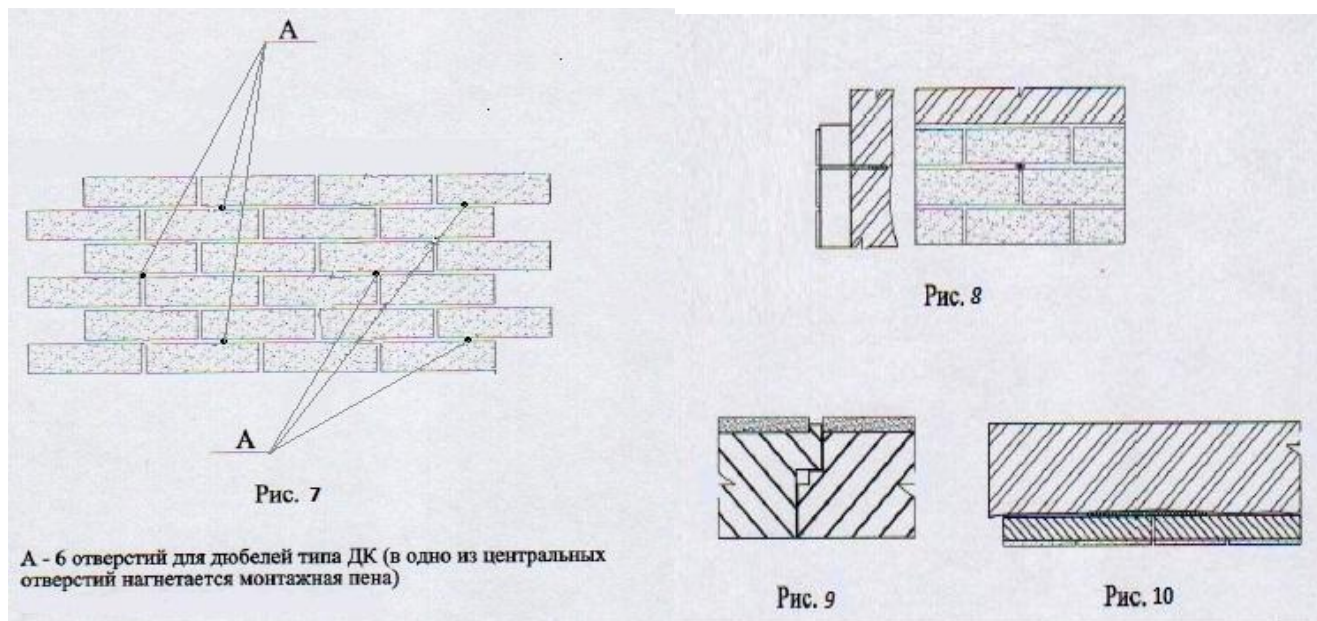 А
А
Рис. 7
А - 6 отверстий для дюбелей типа ДК (в одно из центральных
отверстий нагнетается монтажная пена)
Рис. 8
Рис. 9
Рис. 10